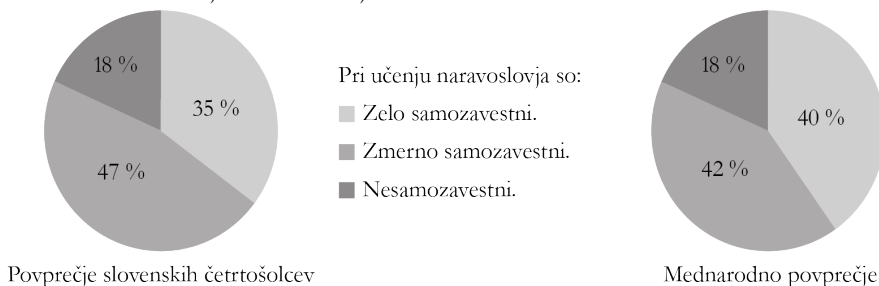 18 %
35 %
47 %
Povprečje slovenskih četrtošolcev
Pri učenju naravoslovja so:
Zelo samozavestni.
Zmerno samozavestni.
Nesamozavestni.
18 %
40 %
42 %
Mednarodno povprečje